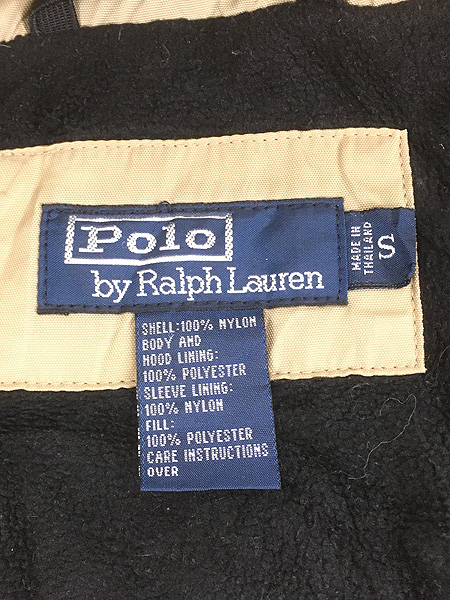 Polo
by Ralph Lauren
MADE IN
THAILAND
S
SHELL:100% NYLON
BODY AND
HOOD LINING:
100% POLYESTER
SLEEVE LINING:
100% NYLON
FILL:
100% POLYESTER
CARE INSTRUCTIONS
OVER